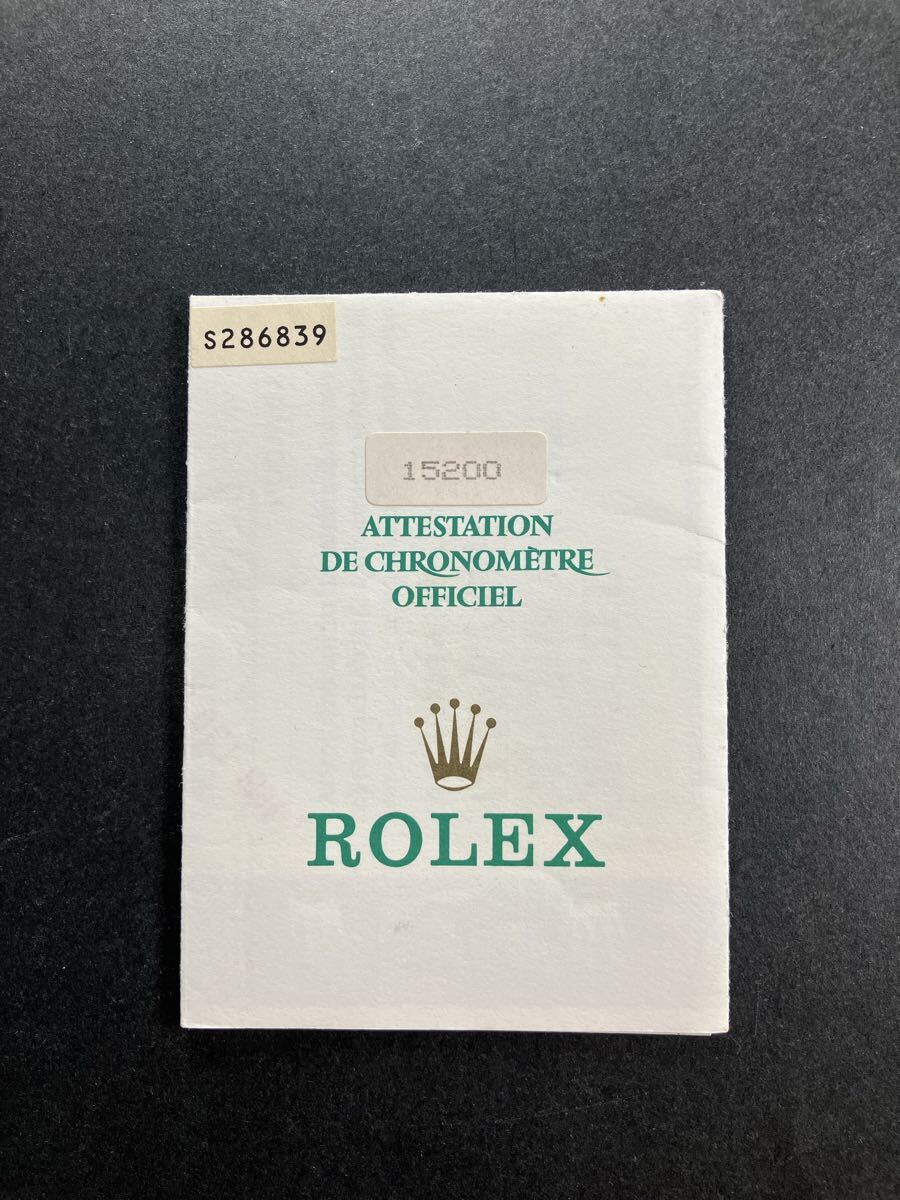 S286839
15200
ATTESTATION
DE CHRONOMÈTRE
OFFICIEL
ROLEX